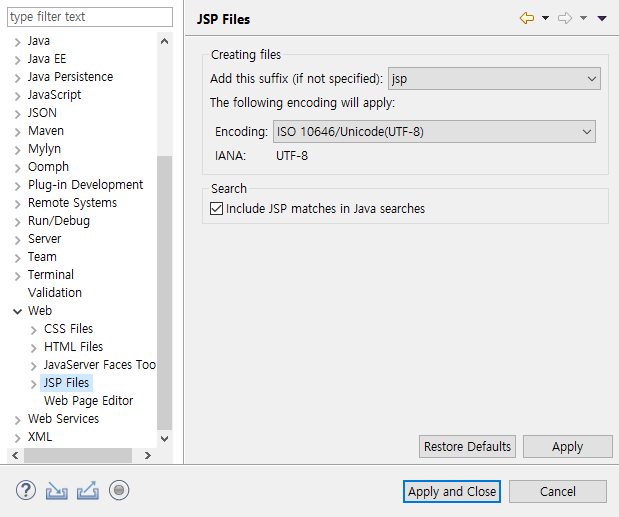 type filter text
Java
Java EE
Java Persistence
JavaScript
JSON
Maven
Mylyn
Oomph
Plug-in Development
Remote Systems
Run/Debug
Server
Team
Terminal
Validation
Web
CSS Files
HTML Files
JavaServer Faces Too
JSP Files
Web Page Editor
Web Services
XML
JSP Files
Creating files
Add this suffix (if not specified): jsp
The following encoding will apply:
Encoding: ISO 10646/Unicode(UTF-8)
IANA: UTF-8
Search
Include JSP matches in Java searches
Restore Defaults Apply
? Apply and Close Cancel